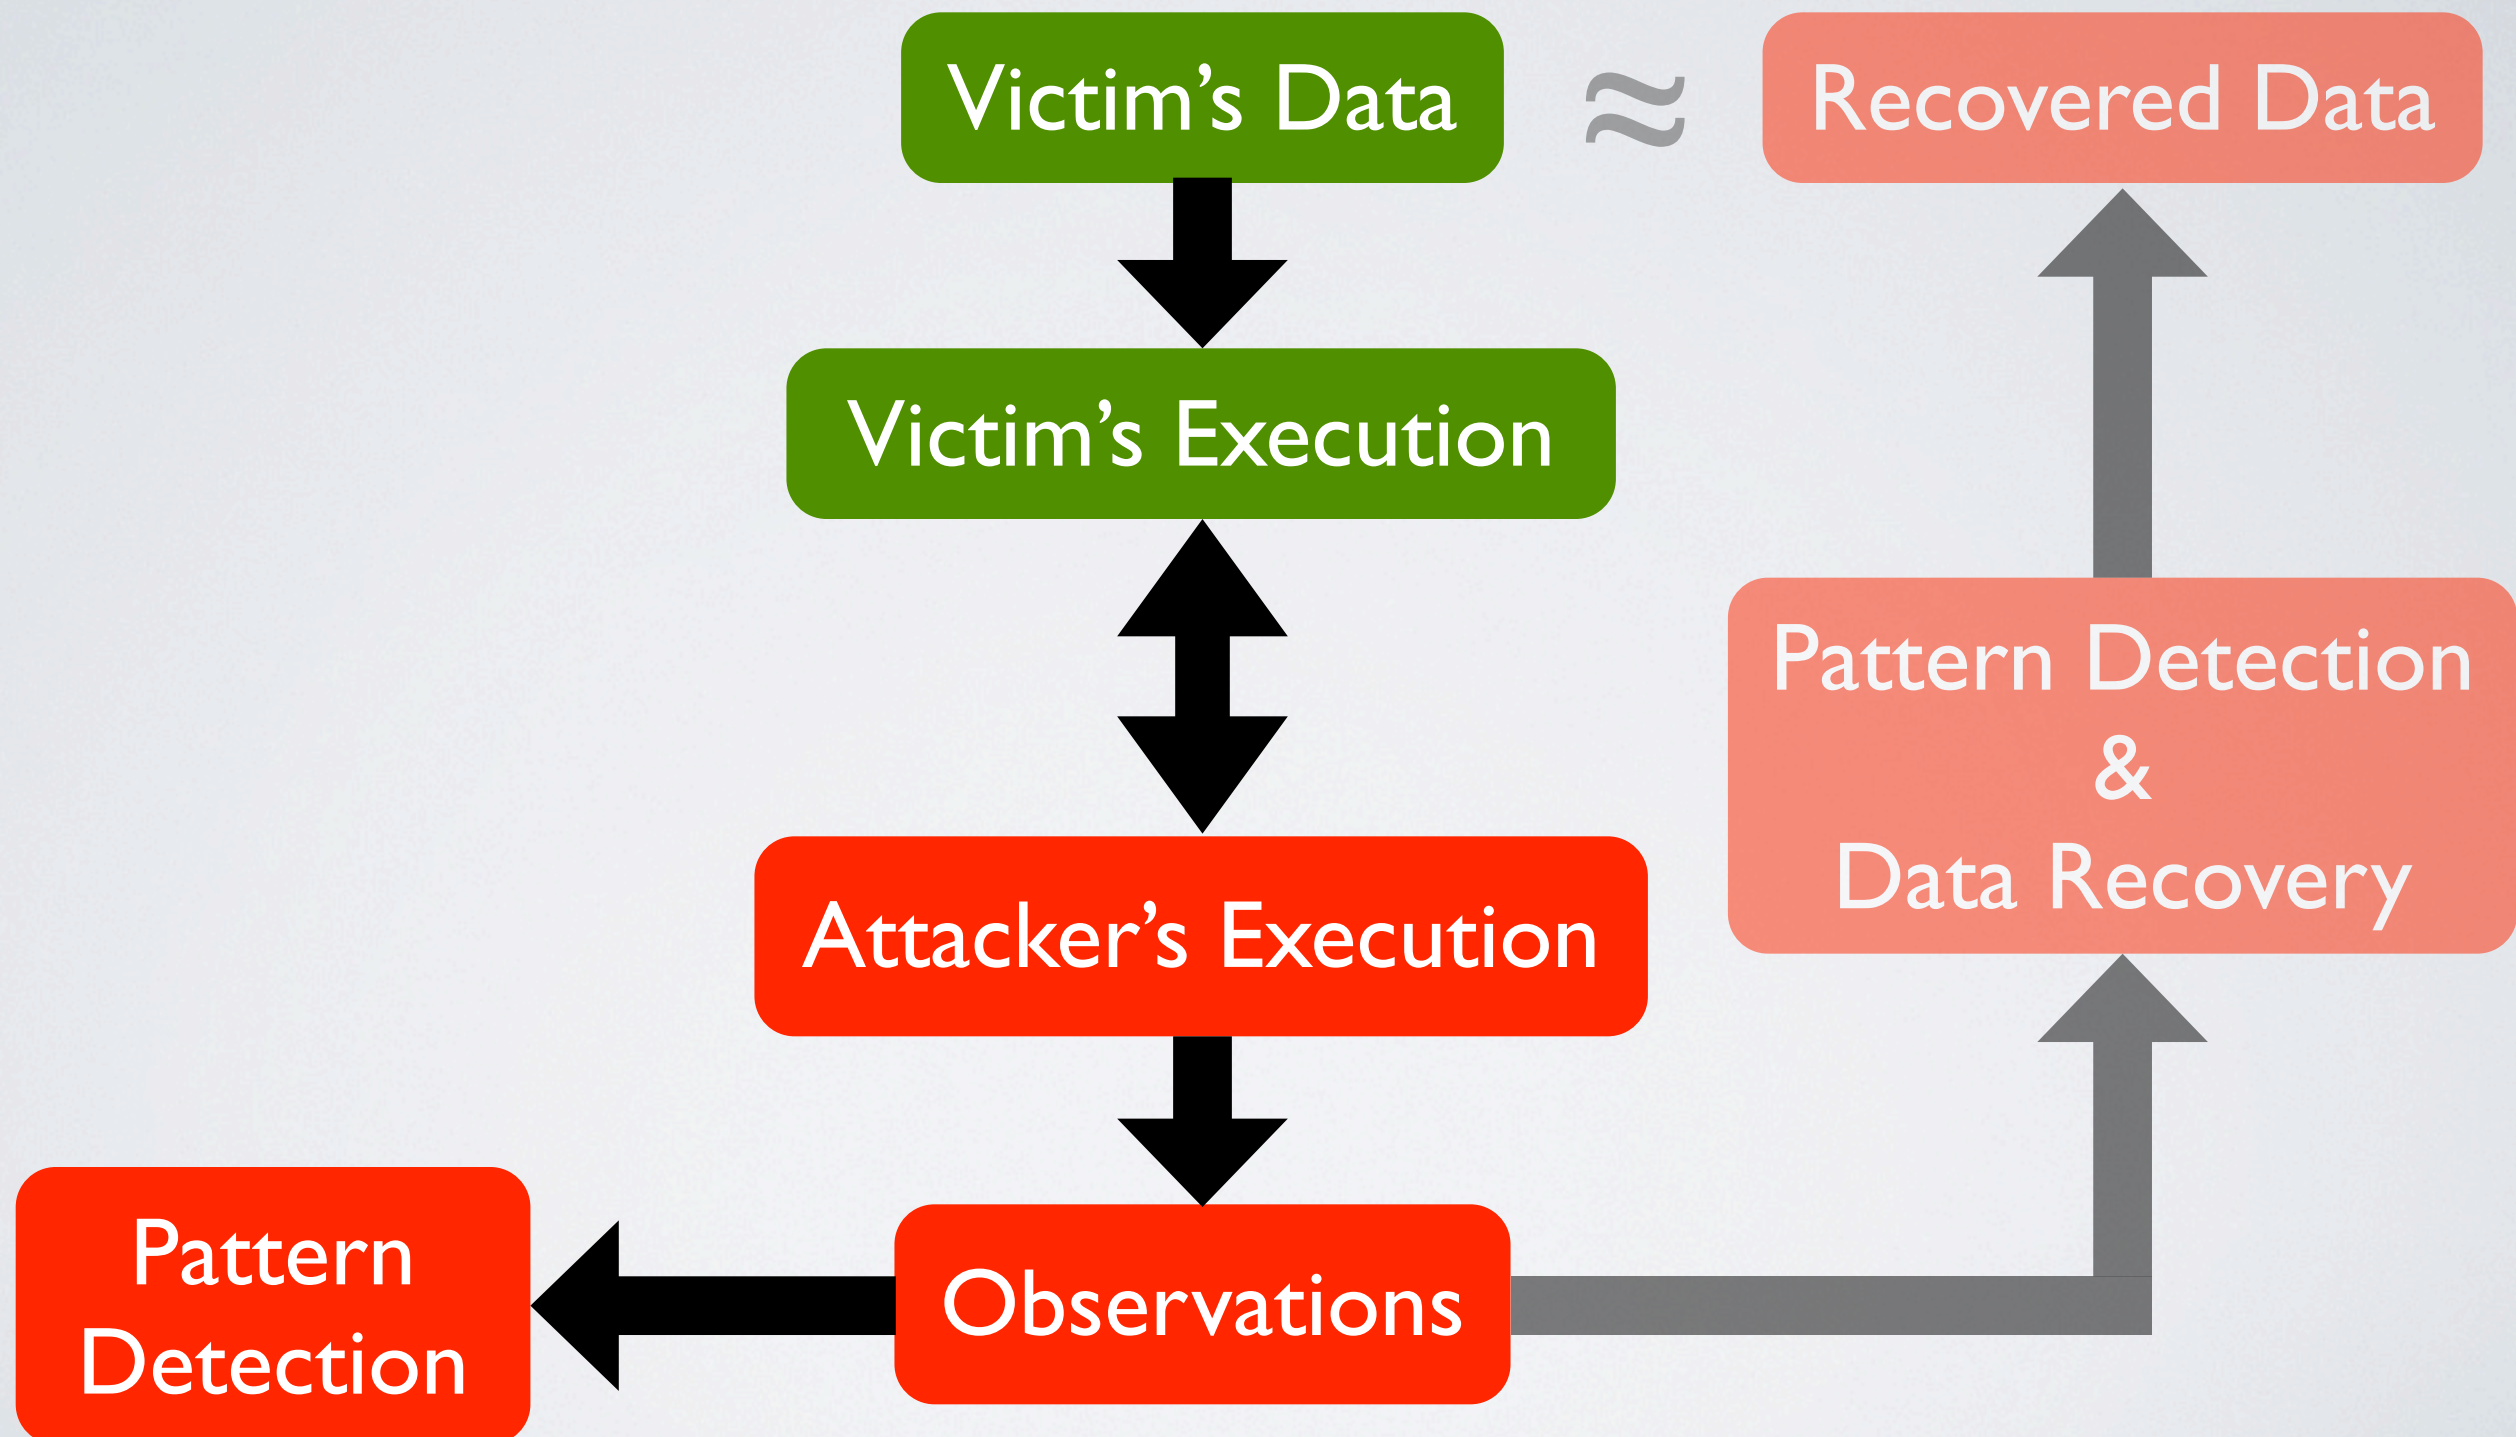 Victim’s Data
≈
Recovered Data
Victim’s Execution
Pattern Detection
&
Data Recovery
Attacker’s Execution
Pattern
Detection
Observations